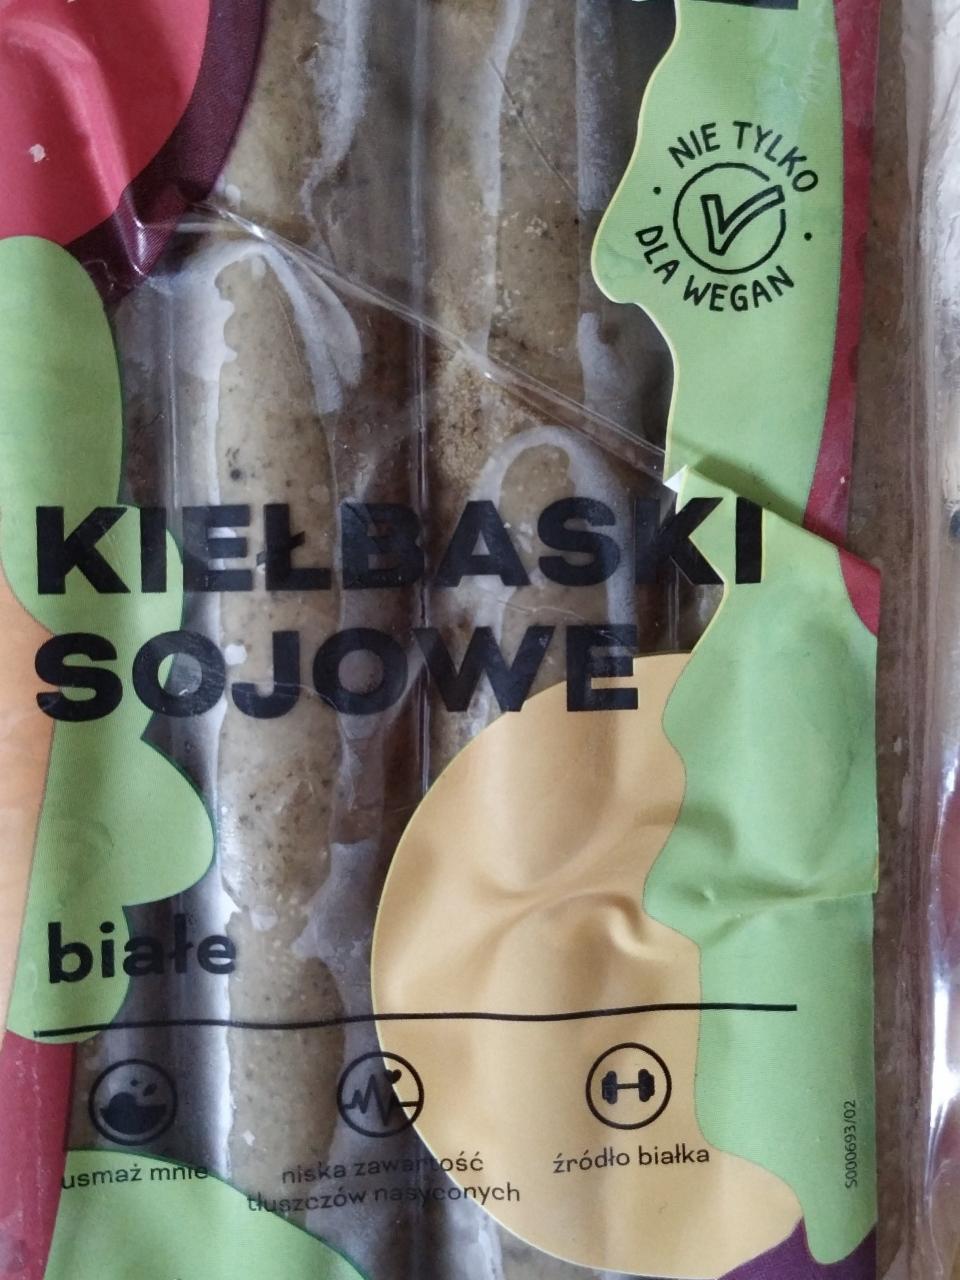 NIE TYLKO
DLA WEGAN
KIEŁBASKI
SOJOWE
białe
usmaż mnie
niska zawartość
tłuszczów nasyconych
źródło białka
S000693/02